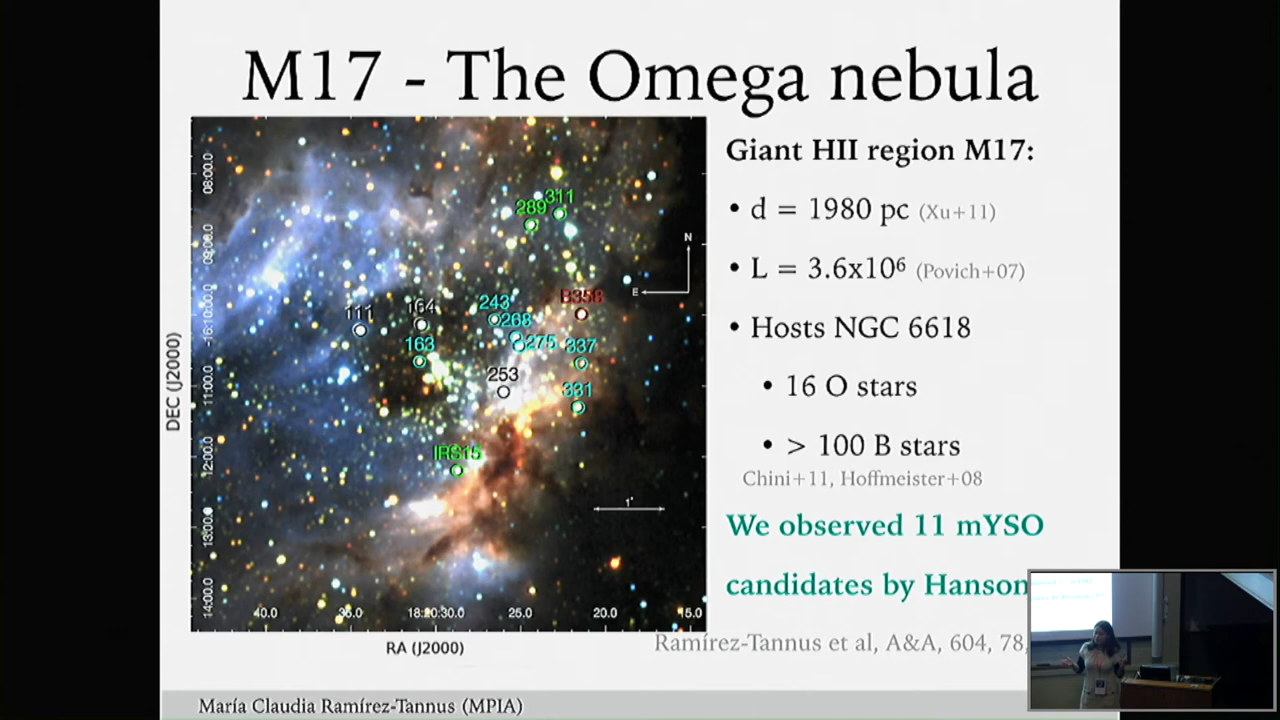 M17 - The Omega nebula
Giant HII region M17:
• d = 1980 pc (Xu+11)
• L = 3.6x10⁶ (Povich+07)
• Hosts NGC 6618
• 16 O stars
• > 100 B stars
Chini+11, Hoffmeister+08
We observed 11 mYSO
candidates by Hanson
Ramírez-Tannus et al, A&A, 604, 78,
DEC (J2000)
08:00.0
09:00.0
-16:10:00.0
11:00.0
12:00.0
13:00.0
14:00.0
289
311
N
E
B358
111
164
243
268
163
275
337
253
331
IRS15
1'
40.0
35.0
18:20:30.0
25.0
20.0
15.0
RA (J2000)
María Claudia Ramírez-Tannus (MPIA)